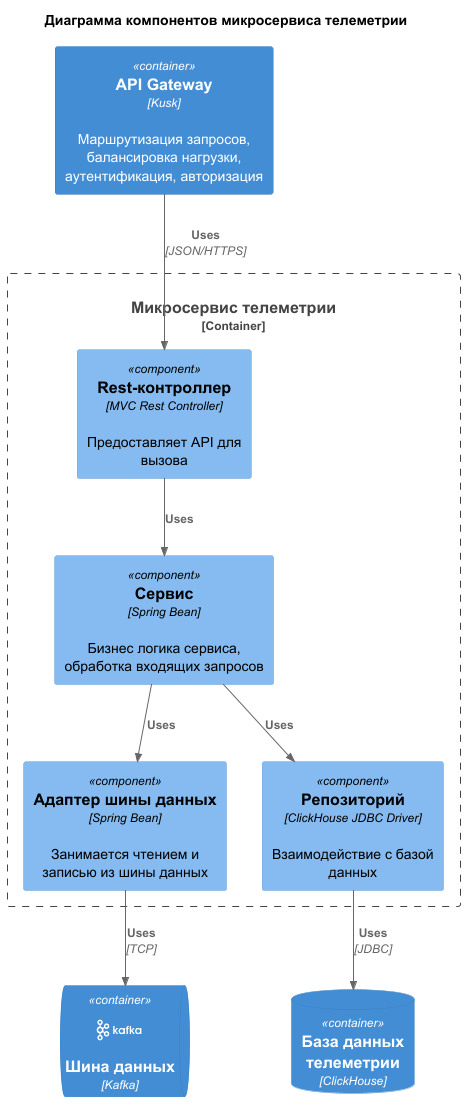 Диаграмма компонентов микросервиса телеметрии
«container»
API Gateway
[Kusk]
Маршрутизация запросов,
балансировка нагрузки,
аутентификация, авторизация
Uses
[JSON/HTTPS]
Микросервис телеметрии
[Container]
«component»
Rest-контроллер
[MVC Rest Controller]
Предоставляет API для
вызова
Uses
«component»
Сервис
[Spring Bean]
Бизнес логика сервиса,
обработка входящих запросов
Uses
Uses
«component»
Адаптер шины данных
[Spring Bean]
Занимается чтением и
записью из шины данных
«component»
Репозиторий
[ClickHouse JDBC Driver]
Взаимодействие с базой
данных
Uses
[TCP]
Uses
[JDBC]
«container»
kafka
Шина данных
[Kafka]
«container»
База данных
телеметрии
[ClickHouse]